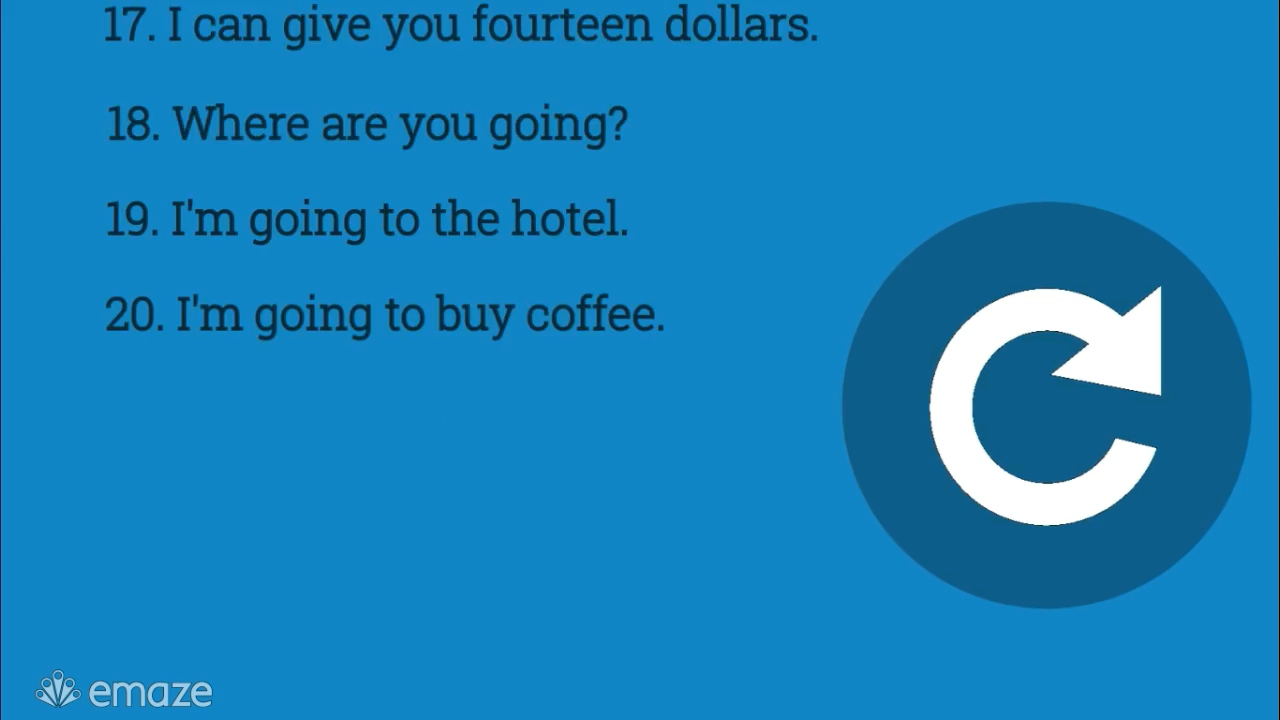 17. I can give you fourteen dollars.
18. Where are you going?
19. I'm going to the hotel.
20. I'm going to buy coffee.
emaze